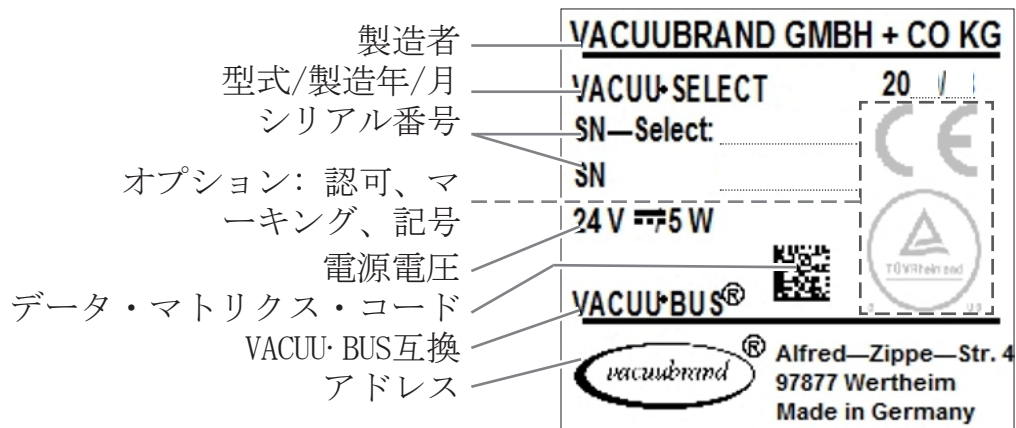 製造者
型式/製造年/月
シリアル番号
オプション: 認可、マ
ーキング、記号
電源電圧
データ・マトリクス・コード
VACUU·BUS互換
アドレス
VACUUBRAND GMBH + CO KG
VACUU·SELECT 20 /
SN—Select:
SN
24 V ⎓/5 W
CE
TÜVRheinland
VACUU·BUS®
vacuubrand ®
Alfred—Zippe—Str. 4
97877 Wertheim
Made in Germany